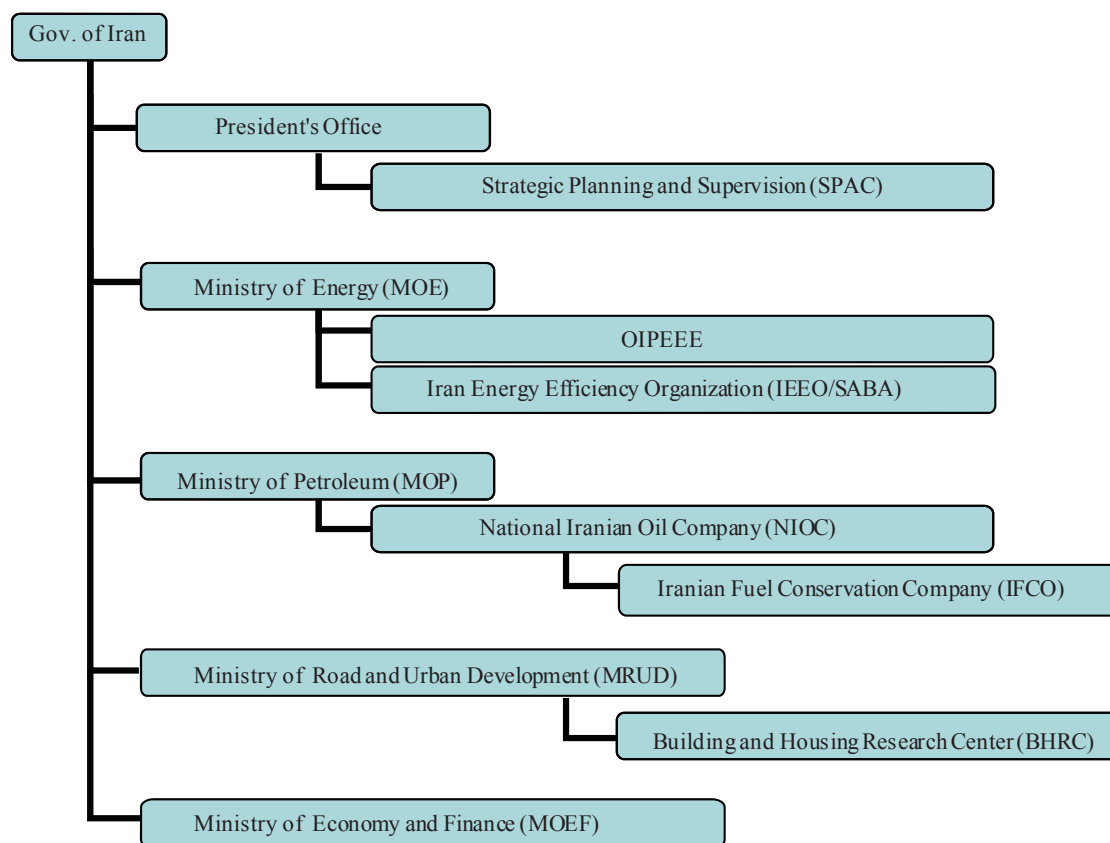 Gov. of Iran
President's Office
Strategic Planning and Supervision (SPAC)
Ministry of Energy (MOE)
OIPEEE
Iran Energy Efficiency Organization (IEEO/SABA)
Ministry of Petroleum (MOP)
National Iranian Oil Company (NIOC)
Iranian Fuel Conservation Company (IFCO)
Ministry of Road and Urban Development (MRUD)
Building and Housing Research Center (BHRC)
Ministry of Economy and Finance (MOEF)